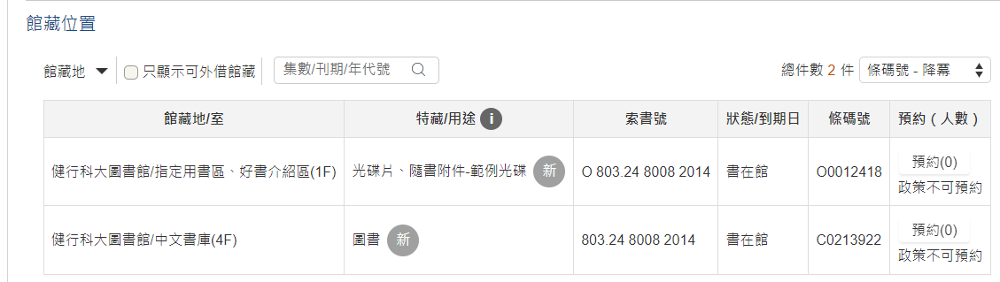 館藏位置
館藏地 只顯示可外借館藏 集數/刊期/年代號 總件數 2 件 條碼號 - 降冪
館藏地/室 特藏/用途 i 索書號 狀態/到期日 條碼號 預約 ( 人數 )
健行科大圖書館/指定用書區、好書介紹區(1F) 光碟片、隨書附件-範例光碟 新 O 803.24 8008 2014 書在館 O0012418 預約(0)
政策不可預約
健行科大圖書館/中文書庫(4F) 圖書 新 803.24 8008 2014 書在館 C0213922 預約(0)
政策不可預約